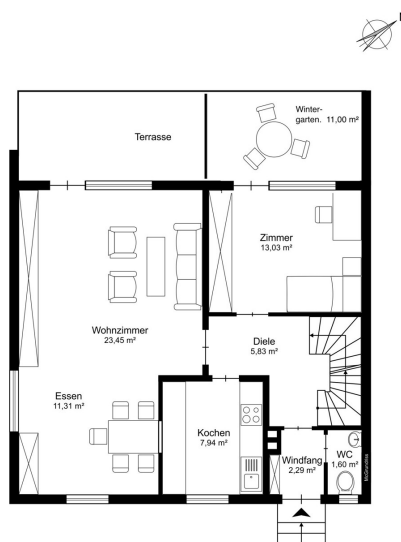 N
Terrasse
Winter-
garten. 11,00 m²
Zimmer
13,03 m²
Wohnzimmer
23,45 m²
Diele
5,83 m²
Essen
11,31 m²
Kochen
7,94 m²
Windfang
2,29 m²
WC
1,60 m²